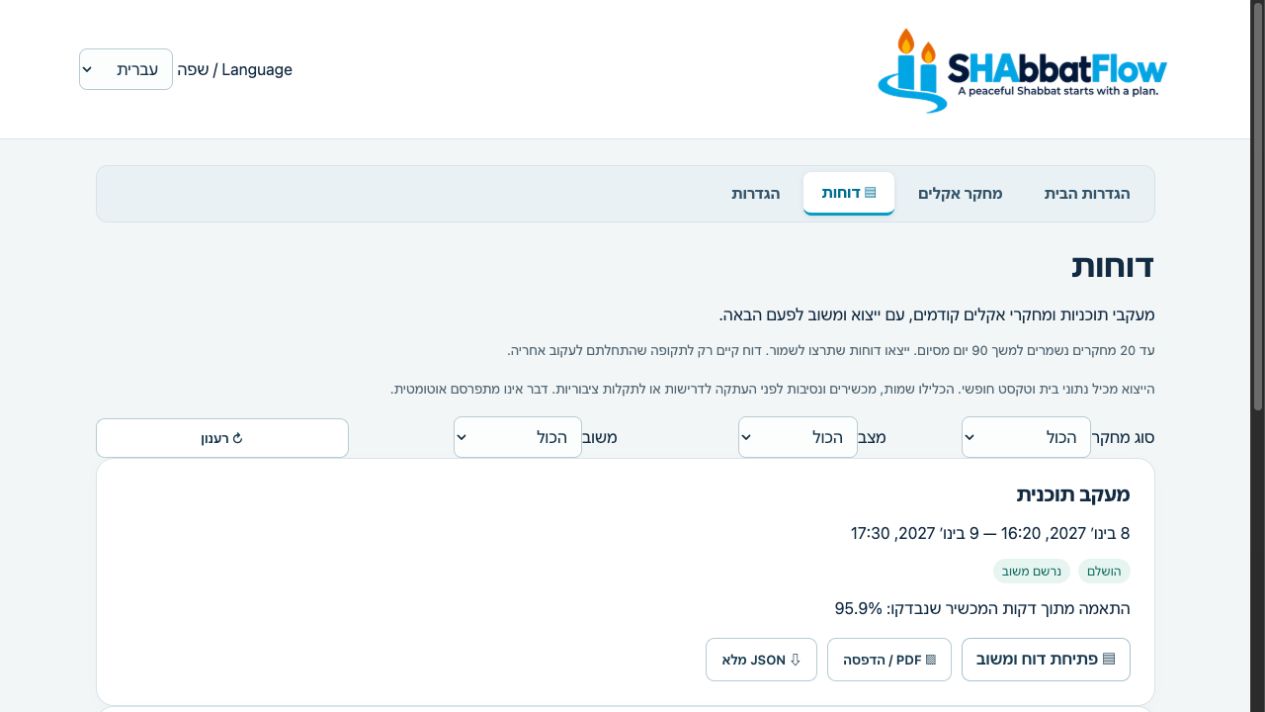 SHAbbatFlow
A peaceful Shabbat starts with a plan.
Language / שפה עברית
הגדרות הבית מחקר אקלים דוחות הגדרות
דוחות
מעקבי תוכניות ומחקרי אקלים קודמים, עם ייצוא ומשוב לפעם הבאה.
עד 20 מחקרים נשמרים למשך 90 יום מסיום. ייצאו דוחות שתרצו לשמור. דוח קיים רק לתקופה שהתחלתם לעקוב אחריה.
הייצוא מכיל נתוני בית וטקסט חופשי. הכלילו שמות, מכשירים ונסיבות לפני העתקה לדרישות או לתקלות ציבוריות. דבר אינו מתפרסם אוטומטית.
סוג מחקר הכול מצב הכול משוב הכול ↻ רענון
מעקב תוכנית
8 בינו׳ 2027, 16:20 — 9 בינו׳ 2027, 17:30
הושלם נרשם משוב
התאמה מתוך דקות המכשיר שנבדקו: 95.9%
▤ פתיחת דוח ומשוב ▧ PDF / הדפסה ⇩ JSON מלא